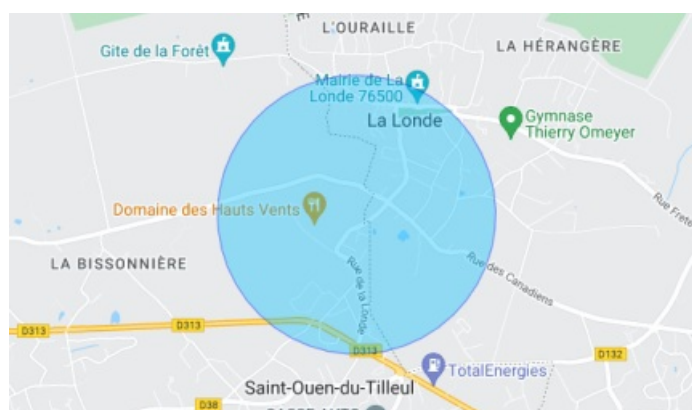 L'OURAILLE
Gite de la Forêt
LA HÉRANGÈRE
Mairie de La
Londe 76500
La Londe
Gymnase
Thierry Omeyer
Rue Frete
Domaine des Hauts Vents
LA BISSONNIÈRE
Rue de la Londe
Rue des Canadiens
D313
D313
D313
D132
TotalEnergies
Saint-Ouen-du-Tilleul
D38
CASSE AUTO